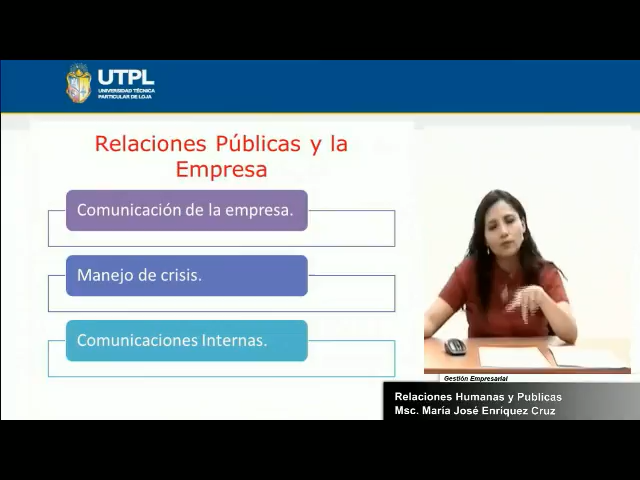 UTPL
UNIVERSIDAD TÉCNICA
PARTICULAR DE LOJA
Relaciones Públicas y la
Empresa
Comunicación de la empresa.
Manejo de crisis.
Comunicaciones Internas.
Gestión Empresarial
Relaciones Humanas y Publicas
Msc. María José Enríquez Cruz